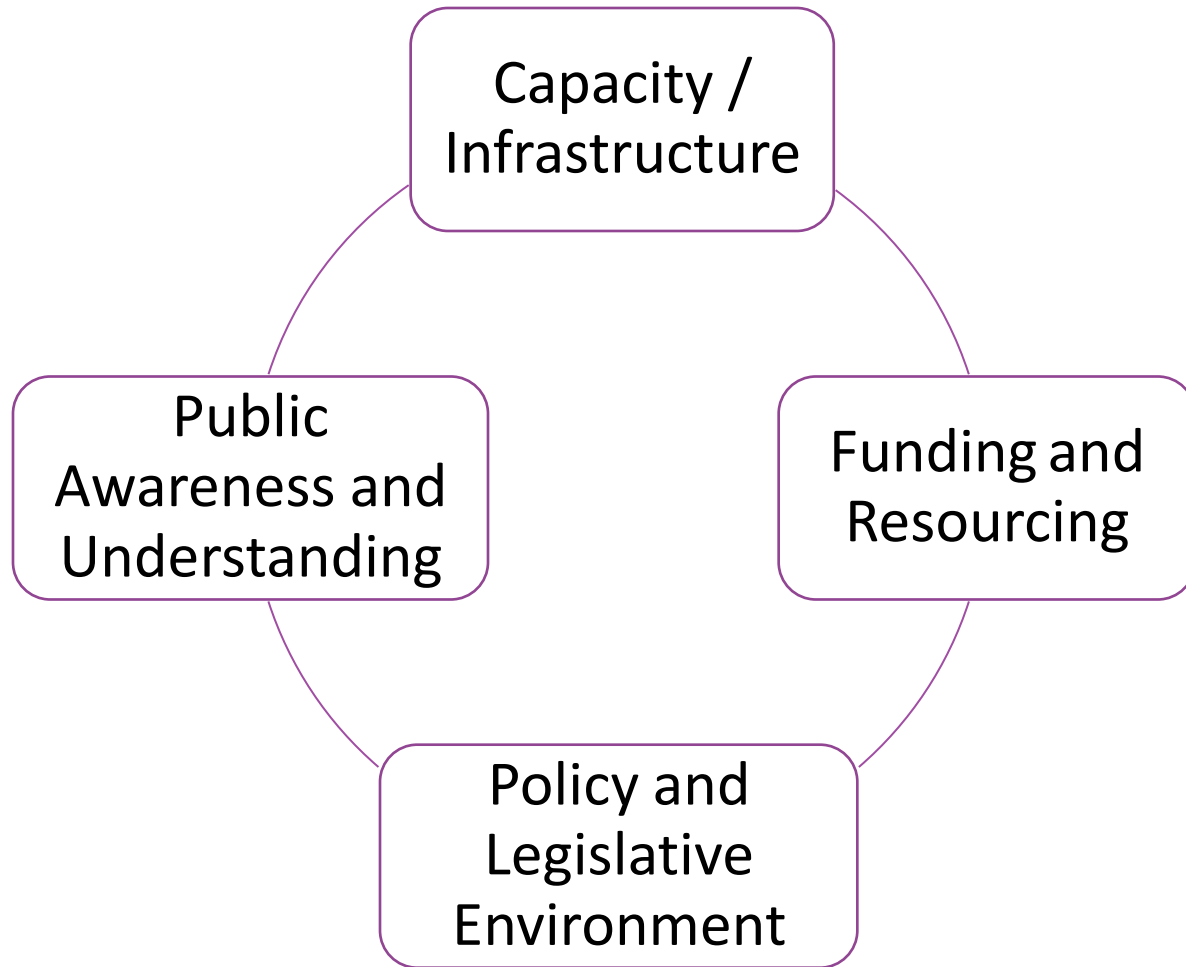 Capacity /
Infrastructure
Public
Awareness and
Understanding
Funding and
Resourcing
Policy and
Legislative
Environment